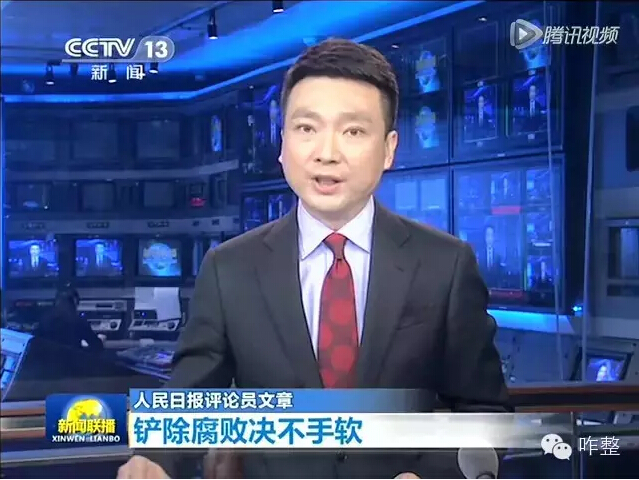 CCTV 13
新闻
腾讯视频
人民日报评论员文章
新闻联播
XINWEN LIANBO
铲除腐败决不手软
咋整